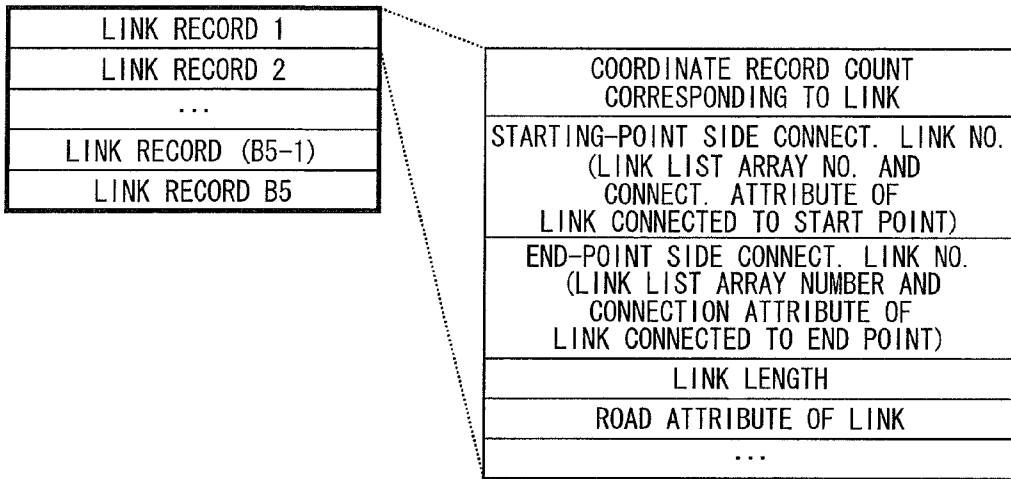 LINK RECORD 1
LINK RECORD 2
...
LINK RECORD (B5-1)
LINK RECORD B5
COORDINATE RECORD COUNT
CORRESPONDING TO LINK
STARTING-POINT SIDE CONNECT. LINK NO.
(LINK LIST ARRAY NO. AND
CONNECT. ATTRIBUTE OF
LINK CONNECTED TO START POINT)
END-POINT SIDE CONNECT. LINK NO.
(LINK LIST ARRAY NUMBER AND
CONNECTION ATTRIBUTE OF
LINK CONNECTED TO END POINT)
LINK LENGTH
ROAD ATTRIBUTE OF LINK
...